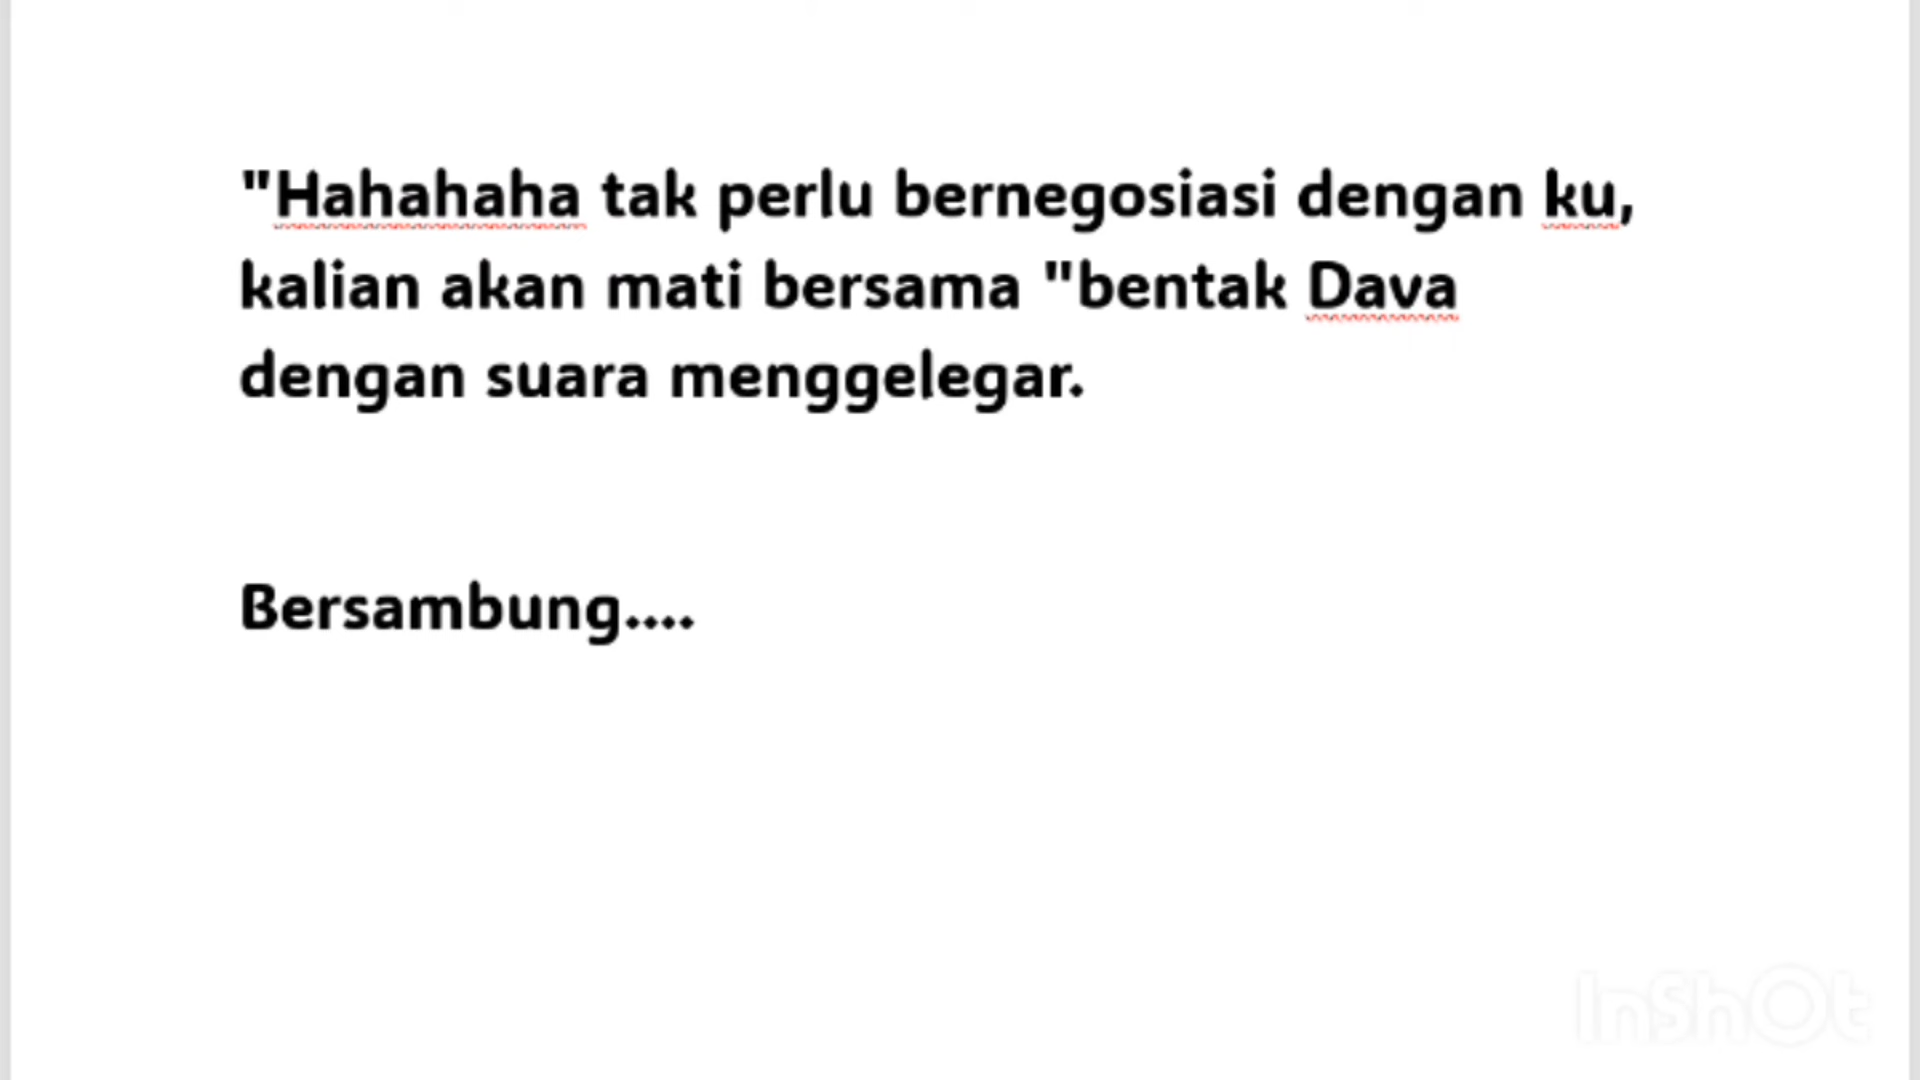 "Hahahaha tak perlu bernegosiasi dengan ku,
kalian akan mati bersama "bentak Dava
dengan suara menggelegar.
Bersambung....
InShOt